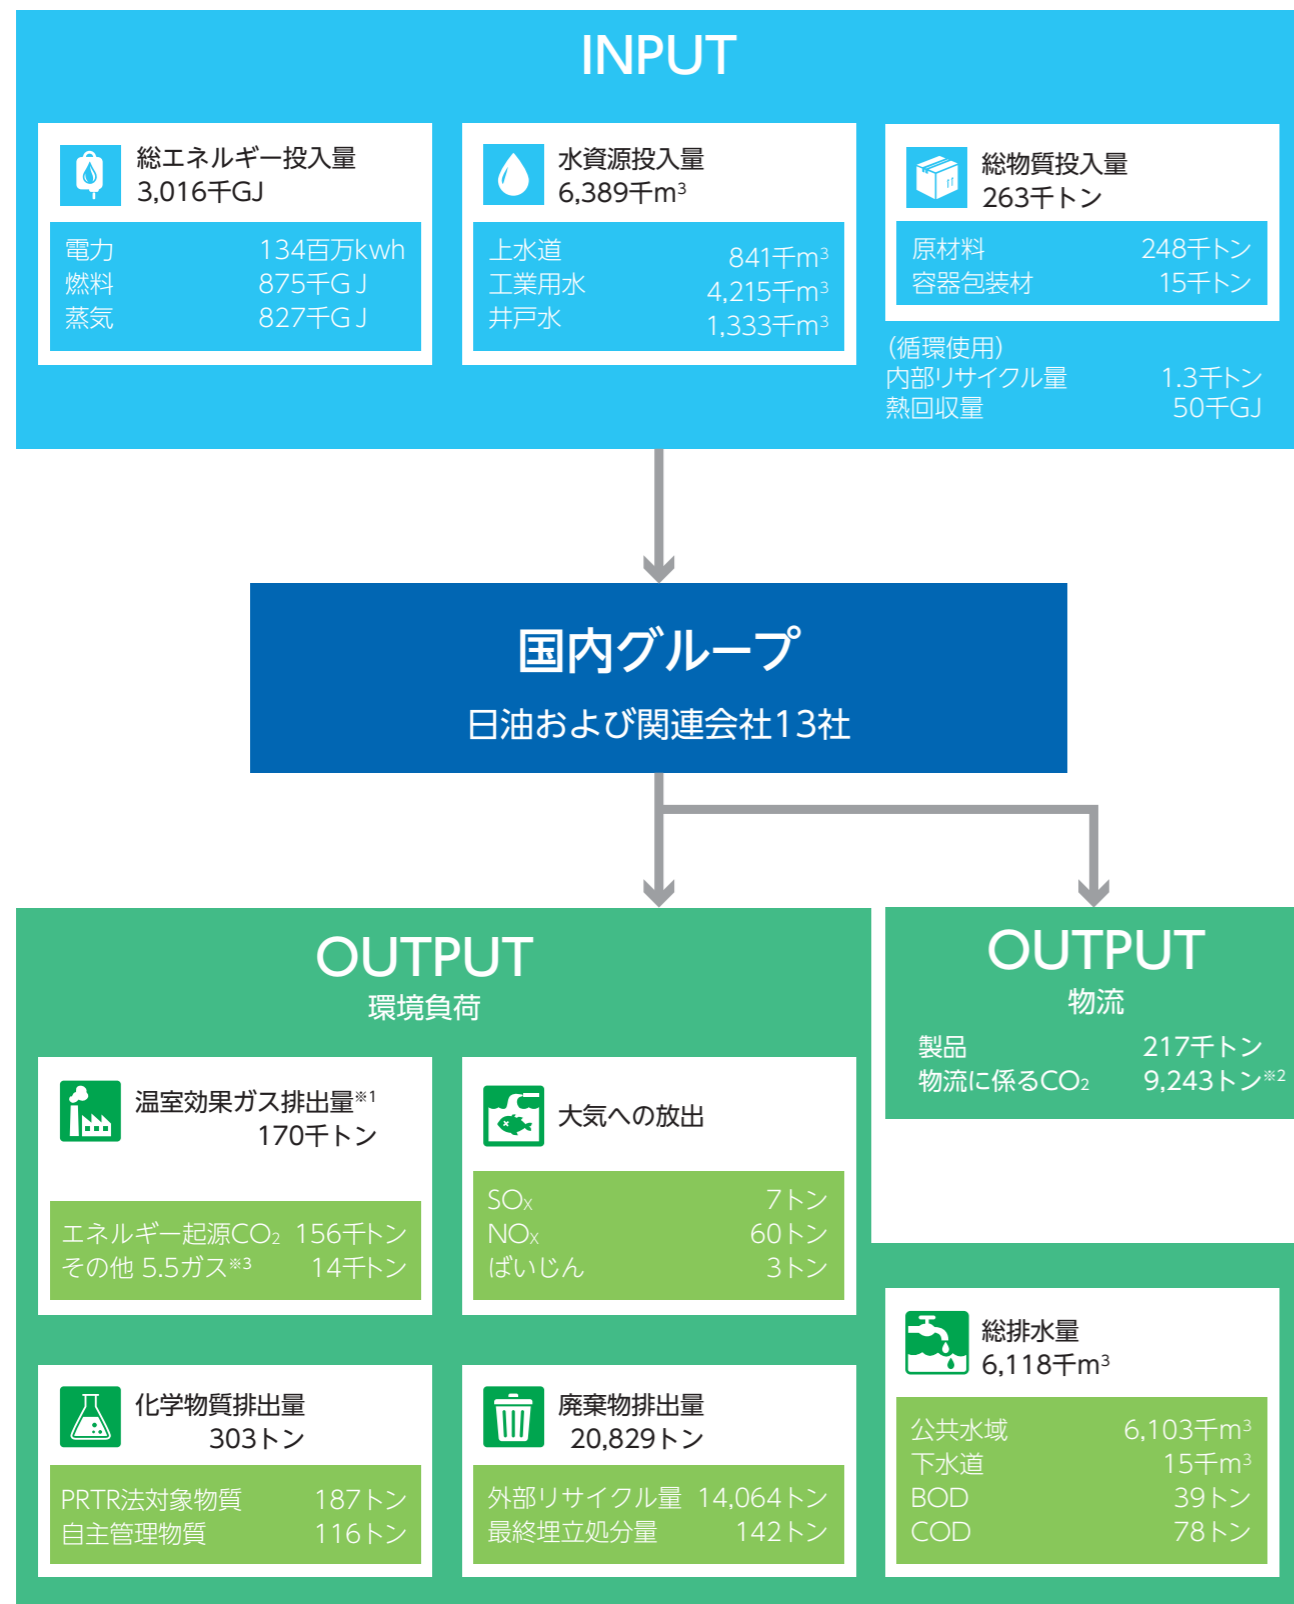 INPUT
総エネルギー投入量
3,016千GJ
電力 134百万kwh
燃料 875千GJ
蒸気 827千GJ
水資源投入量
6,389千m³
上水道 841千m³
工業用水 4,215千m³
井戸水 1,333千m³
総物質投入量
263千トン
原材料 248千トン
容器包装材 15千トン
(循環使用)
内部リサイクル量 1.3千トン
熱回収量 50千GJ
国内グループ
日油および関連会社13社
OUTPUT
環境負荷
温室効果ガス排出量※1
170千トン
エネルギー起源CO₂ 156千トン
その他 5.5ガス※3 14千トン
大気への放出
SOx 7トン
NOx 60トン
ばいじん 3トン
化学物質排出量
303トン
PRTR法対象物質 187トン
自主管理物質 116トン
廃棄物排出量
20,829トン
外部リサイクル量 14,064トン
最終埋立処分量 142トン
OUTPUT
物流
製品 217千トン
物流に係るCO₂ 9,243トン※2
総排水量
6,118千m³
公共水域 6,103千m³
下水道 15千m³
BOD 39トン
COD 78トン